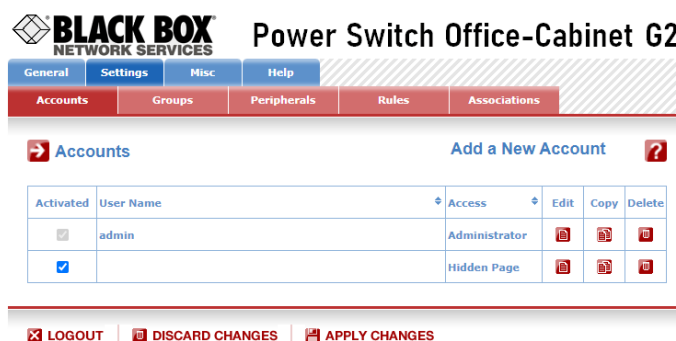 BLACK BOX
NETWORK SERVICES
Power Switch Office-Cabinet G2
General Settings Misc Help
Accounts Groups Peripherals Rules Associations
Accounts Add a New Account ?
Activated User Name Access Edit Copy Delete
admin Administrator
Hidden Page
LOGOUT DISCARD CHANGES APPLY CHANGES